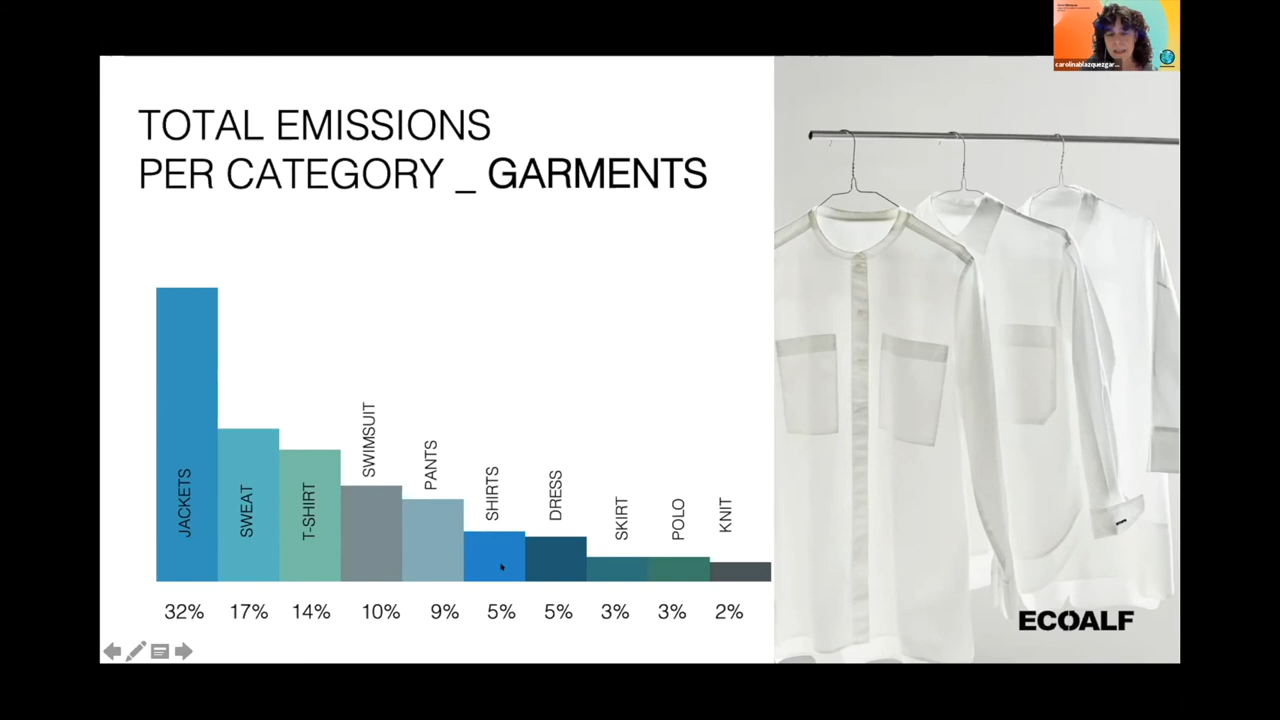 carolinablazquezgar...
TOTAL EMISSIONS
PER CATEGORY _ GARMENTS
JACKETS
SWEAT
T-SHIRT
SWIMSUIT
PANTS
SHIRTS
DRESS
SKIRT
POLO
KNIT
32% 17% 14% 10% 9% 5% 5% 3% 3% 2%
ECOALF